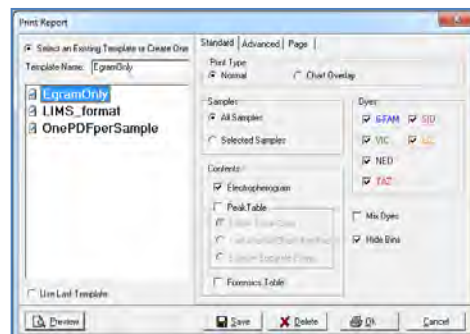 Print Report
Select an Existing Template or Create One
Template Name: EgramOnly
EgramOnly
LIMS_format
OnePDFperSample
Use Last Template
Standard Advanced Page
Print Type
Normal Chart Overlay
Samples
All Samples
Selected Samples
Contents
Electropherogram
Peak Table
Forensics Table
Dyes
6-FAM SID
VIC
NED
TAZ
Mix Dyes
Hide Bins
Preview Save Delete Ok Cancel